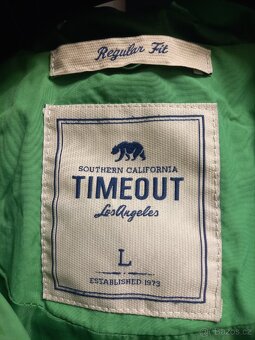 Regular Fit
SOUTHERN CALIFORNIA
TIMEOUT
Los Angeles
L
ESTABLISHED 1973